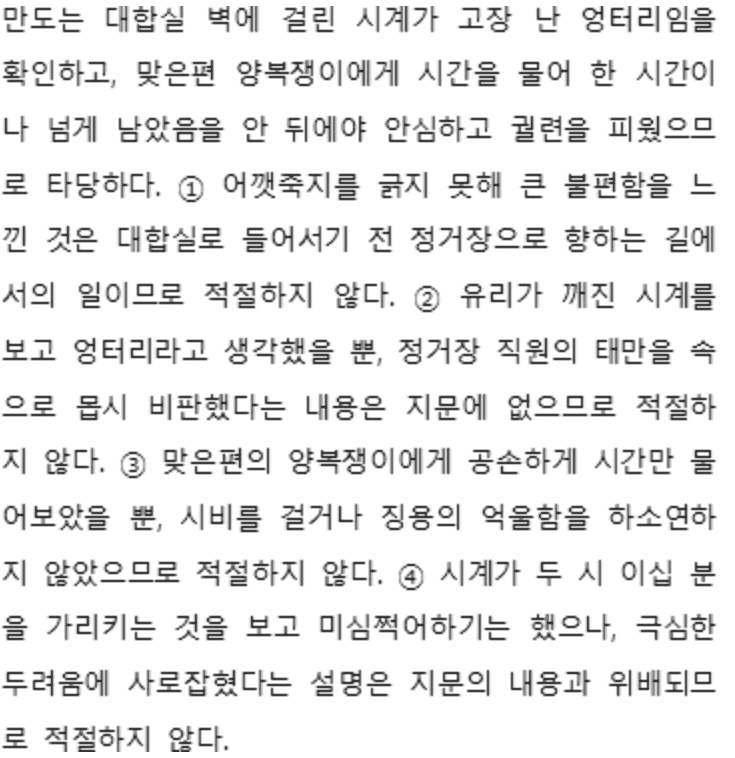 만도는 대합실 벽에 걸린 시계가 고장 난 엉터리임을
확인하고, 맞은편 양복쟁이에게 시간을 물어 한 시간이
나 넘게 남았음을 안 뒤에야 안심하고 궐련을 피웠으므
로 타당하다. ① 어깻죽지를 긁지 못해 큰 불편함을 느
낀 것은 대합실로 들어서기 전 정거장으로 향하는 길에
서의 일이므로 적절하지 않다. ② 유리가 깨진 시계를
보고 엉터리라고 생각했을 뿐, 정거장 직원의 태만을 속
으로 몹시 비판했다는 내용은 지문에 없으므로 적절하
지 않다. ③ 맞은편의 양복쟁이에게 공손하게 시간만 물
어보았을 뿐, 시비를 걸거나 징용의 억울함을 하소연하
지 않았으므로 적절하지 않다. ④ 시계가 두 시 이십 분
을 가리키는 것을 보고 미심쩍어하기는 했으나, 극심한
두려움에 사로잡혔다는 설명은 지문의 내용과 위배되므
로 적절하지 않다.